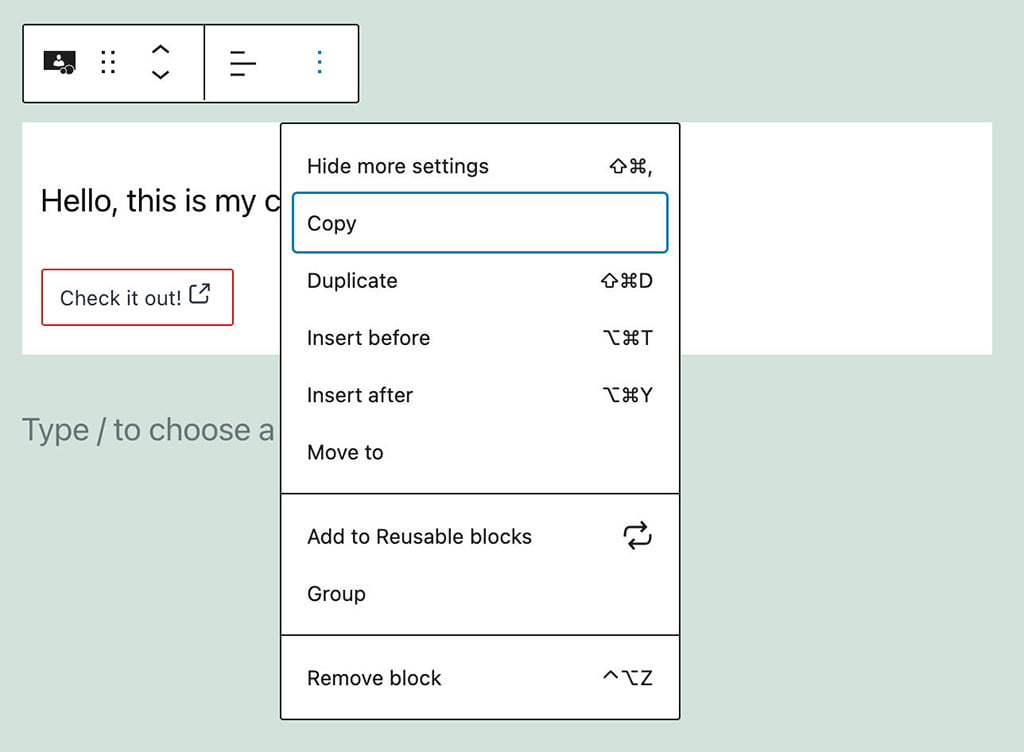 Hide more settings ⇧⌘,
Hello, this is my c
Copy
Duplicate ⇧⌘D
Check it out!
Insert before ⌥⌘T
Insert after ⌥⌘Y
Type / to choose a
Move to
Add to Reusable blocks
Group
Remove block ^⌥Z